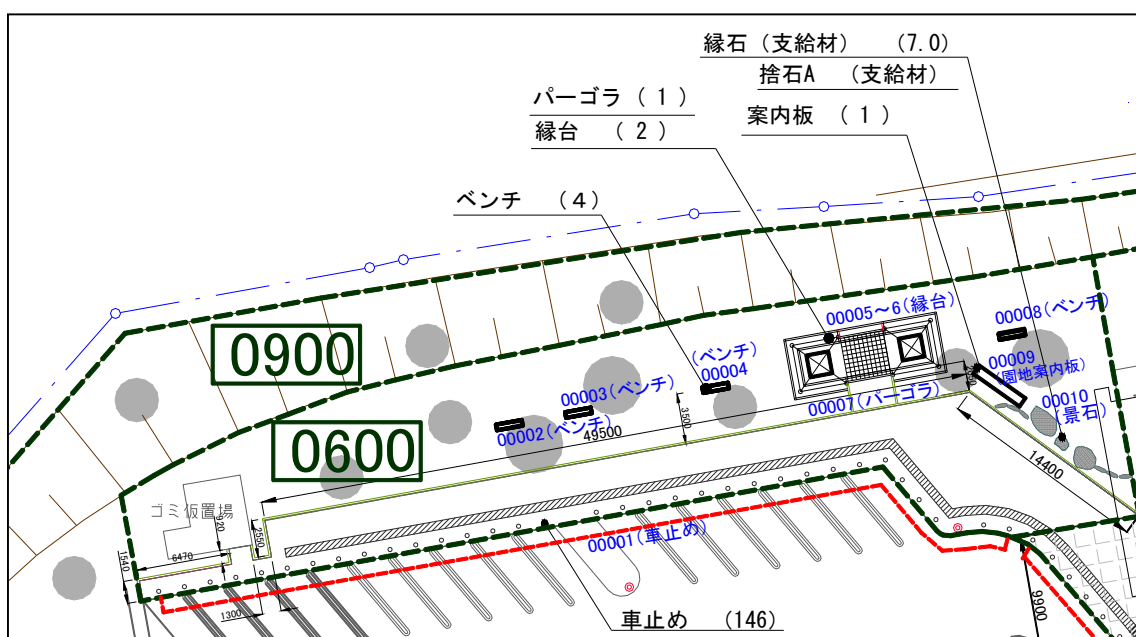 縁石（支給材） (7.0)
捨石A （支給材）
パーゴラ（1）
縁台 （2）
案内板 （1）
ベンチ （4）
00005～6(縁台)
00008(ベンチ)
0900
(ベンチ)
00004
00009
(園地案内板)
00003(ベンチ)
00010
(景石)
00007(パーゴラ)
00002(ベンチ)
49500
3500
0600
14400
ゴミ仮置場
920
2550
6470
1540
00001(車止め)
1300
9900
車止め （146）